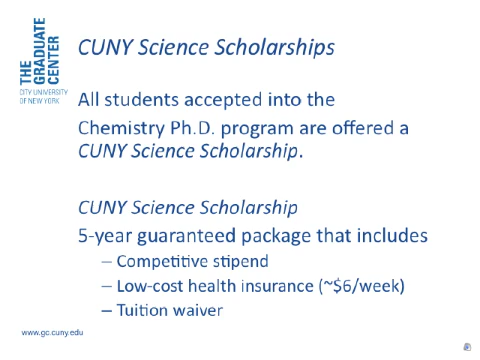 THE
GRADUATE
CENTER
CITY UNIVERSITY
OF NEW YORK
CUNY Science Scholarships
All students accepted into the
Chemistry Ph.D. program are offered a
CUNY Science Scholarship.
CUNY Science Scholarship
5-year guaranteed package that includes
– Competitive stipend
– Low-cost health insurance (~$6/week)
– Tuition waiver
www.gc.cuny.edu